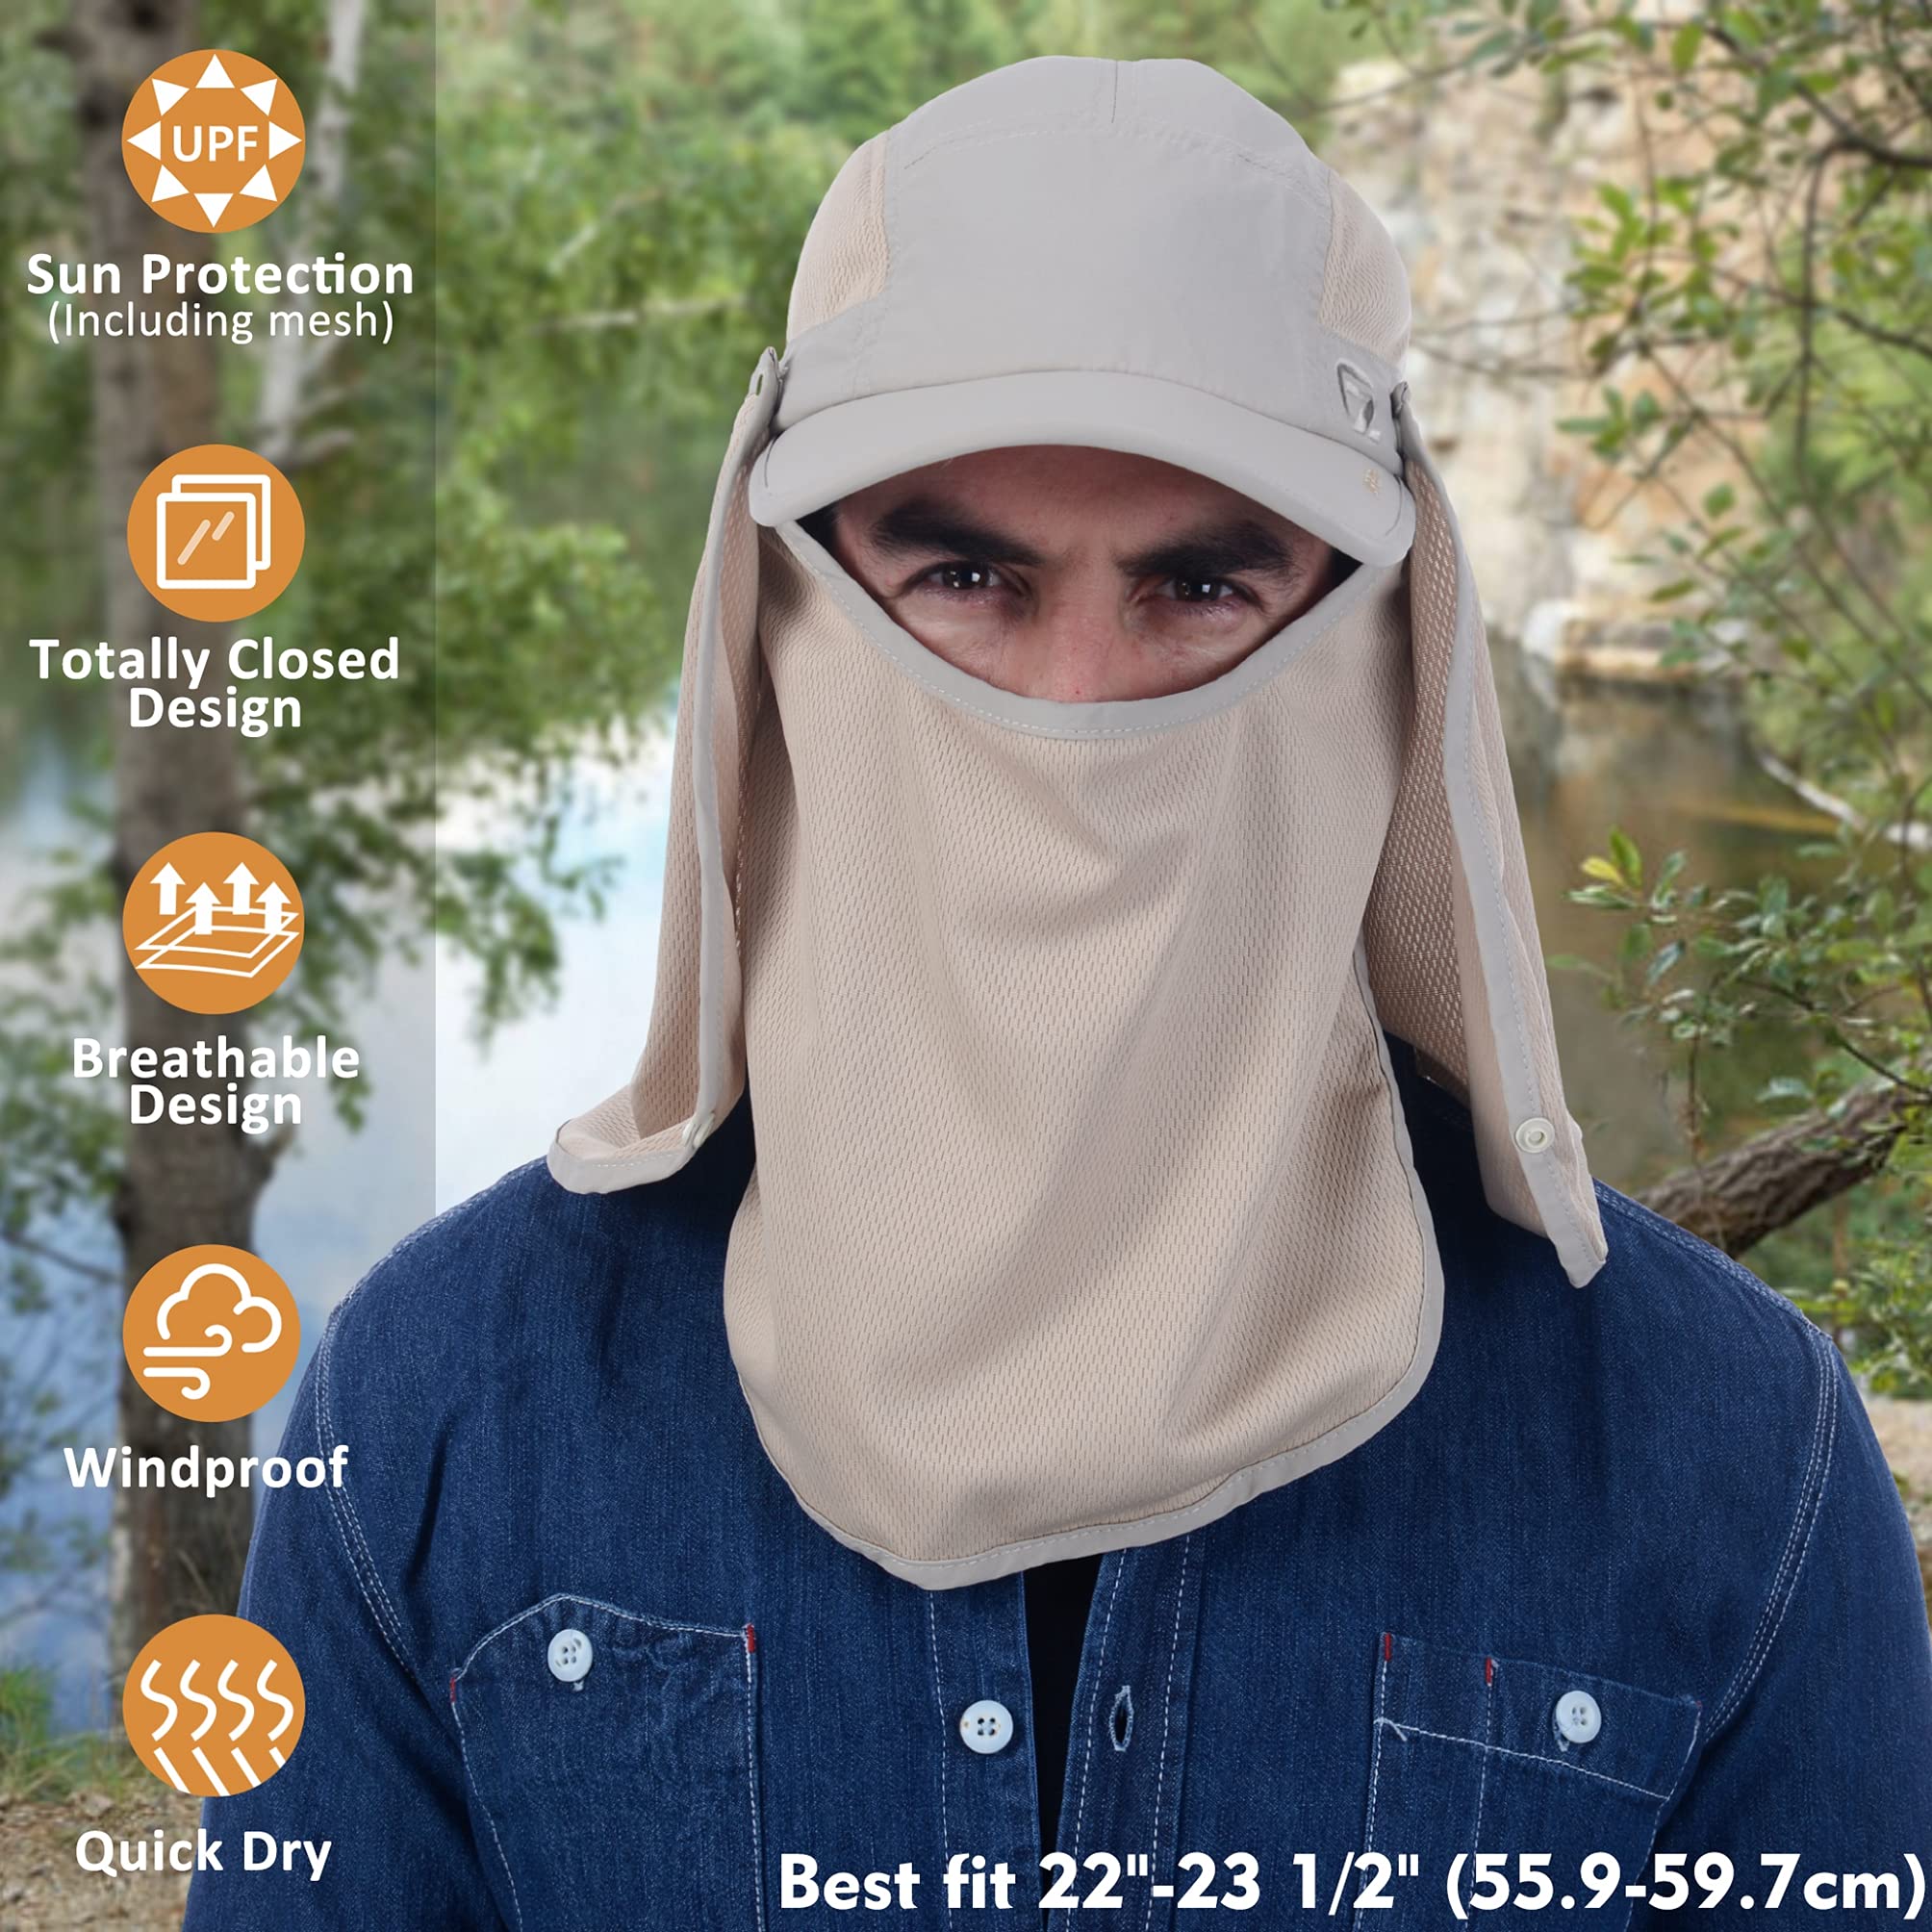 UPF
Sun Protection
(Including mesh)
Totally Closed
Design
Breathable
Design
Windproof
Quick Dry
Best fit 22"-23 1/2" (55.9-59.7cm)